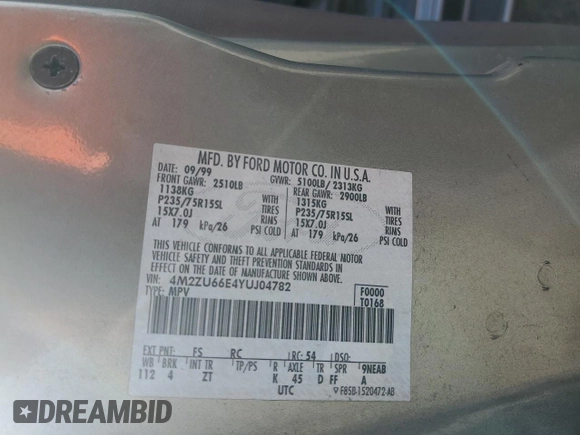 MFD. BY FORD MOTOR CO. IN U.S.A.
DATE: 09/99 GVWR: 5100LB/ 2313KG
FRONT GAWR: 2510LB REAR GAWR: 2900LB
1138KG WITH 1315KG WITH
P235/75R15SL TIRES P235/75R15SL TIRES
15X7.0J RIMS 15X7.0J RIMS
AT 179 kPa/26 PSI COLD AT 179 kPa/26 PSI COLD
THIS VEHICLE CONFORMS TO ALL APPLICABLE FEDERAL MOTOR
VEHICLE SAFETY AND THEFT PREVENTION STANDARDS IN
EFFECT ON THE DATE OF MANUFACTURE SHOWN ABOVE.
VIN: 4M2ZU66E4YUJ04782 F0000
TYPE: MPV T0168
EXT PNT: FS RC RC: 54 DSO:
WB BRK INT TR TP/PS R AXLE TR SPR 9NEAB
112 4 ZT K 45 D FF A
UTC F85B-1520472-AB
DREAMBID